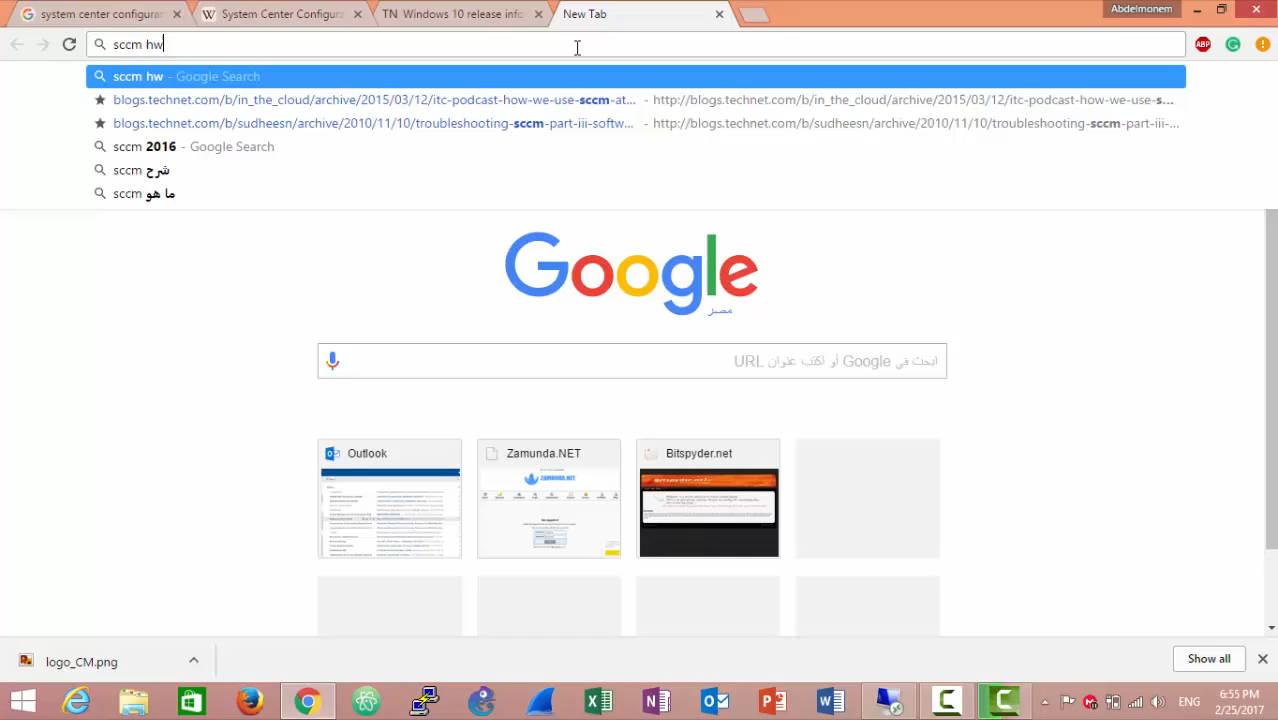 system center configura
System Center Configura
TN Windows 10 release info
New Tab
Abdelmonem
sccm hw
ABP
sccm hw - Google Search
blogs.technet.com/b/in_the_cloud/archive/2015/03/12/itc-podcast-how-we-use-sccm-at... - http://blogs.technet.com/b/in_the_cloud/archive/2015/03/12/itc-podcast-how-we-use-s...
blogs.technet.com/b/sudheesn/archive/2010/11/10/troubleshooting-sccm-part-iii-softw... - http://blogs.technet.com/b/sudheesn/archive/2010/11/10/troubleshooting-sccm-part-iii-...
sccm 2016 - Google Search
sccm شرح
sccm ما هو
Google
مصر
ابحث في Google أو اكتب عنوان URL
Outlook
Zamunda.NET
Bitspyder.net
ZAMUNDA.NET
logo_CM.png
Show all
ENG
6:55 PM
2/25/2017